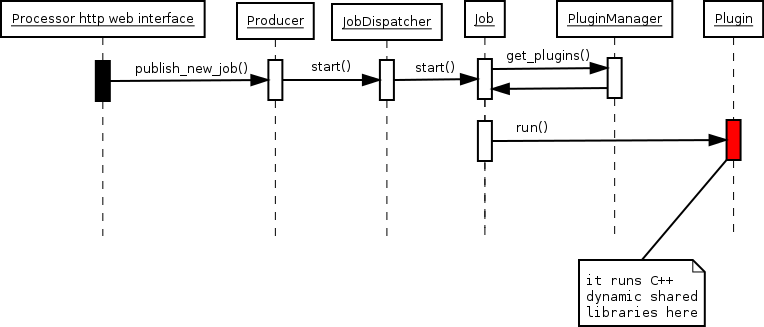 Processor http web interface
Producer
JobDispatcher
Job
PluginManager
Plugin
publish_new_job()
start()
start()
get_plugins()
run()
it runs C++
dynamic shared
libraries here